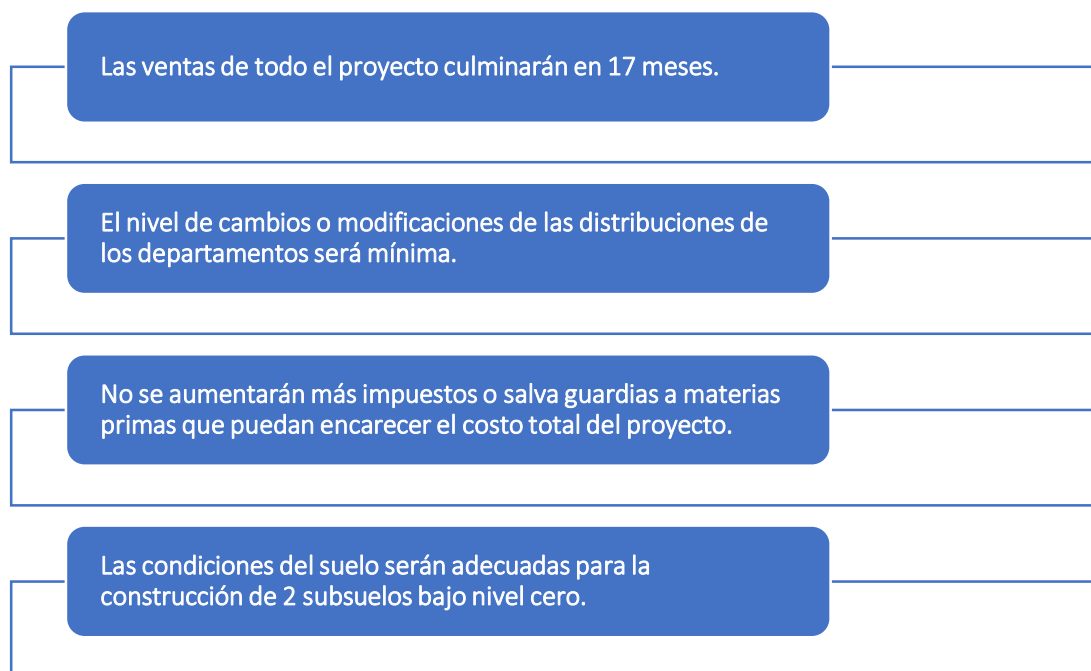 Las ventas de todo el proyecto culminarán en 17 meses.
El nivel de cambios o modificaciones de las distribuciones de
los departamentos será mínima.
No se aumentarán más impuestos o salva guardias a materias
primas que puedan encarecer el costo total del proyecto.
Las condiciones del suelo serán adecuadas para la
construcción de 2 subsuelos bajo nivel cero.